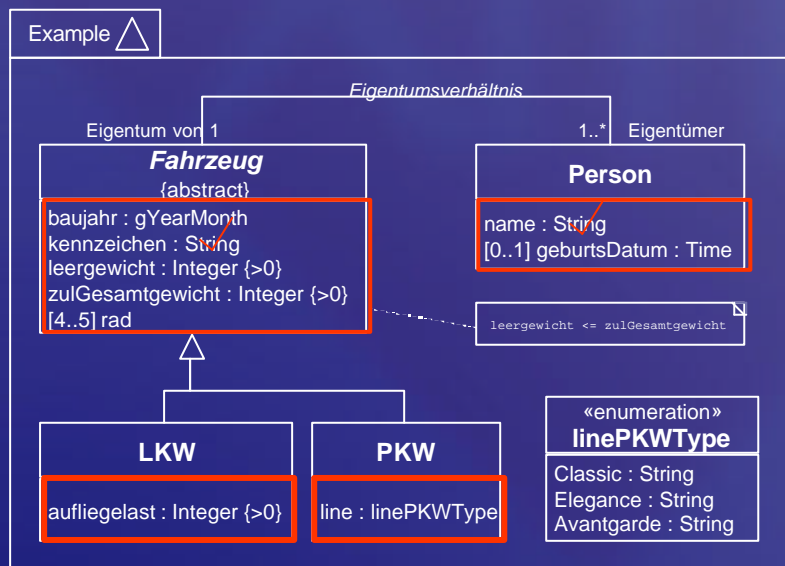 Example
Eigentumsverhältnis
Eigentum von 1
1..* Eigentümer
Fahrzeug
{abstract}
baujahr : gYearMonth
kennzeichen : String
leergewicht : Integer {>0}
zulGesamtgewicht : Integer {>0}
[4..5] rad
Person
name : String
[0..1] geburtsDatum : Time
leergewicht <= zulGesamtgewicht
LKW
aufliegelast : Integer {>0}
PKW
line : linePKWType
«enumeration»
linePKWType
Classic : String
Elegance : String
Avantgarde : String